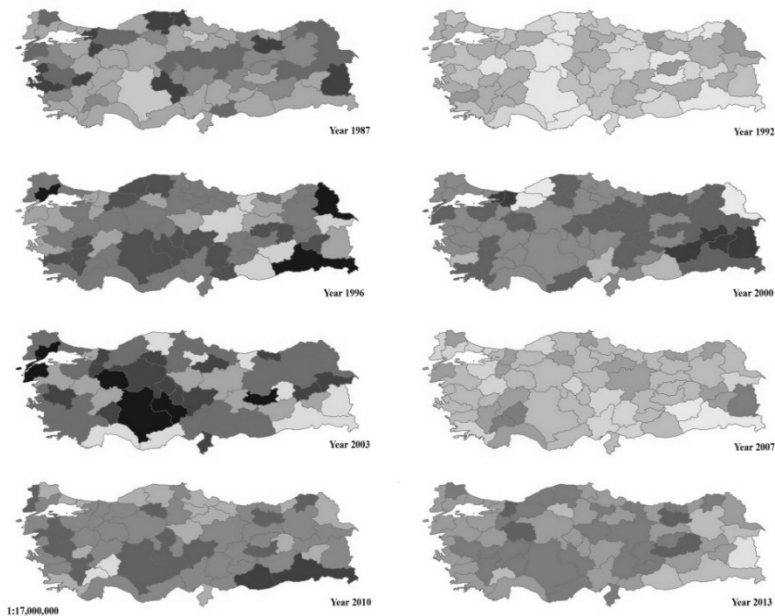 Year 1987
Year 1992
Year 1996
Year 2000
Year 2003
Year 2007
Year 2010
Year 2013
1:17,000,000